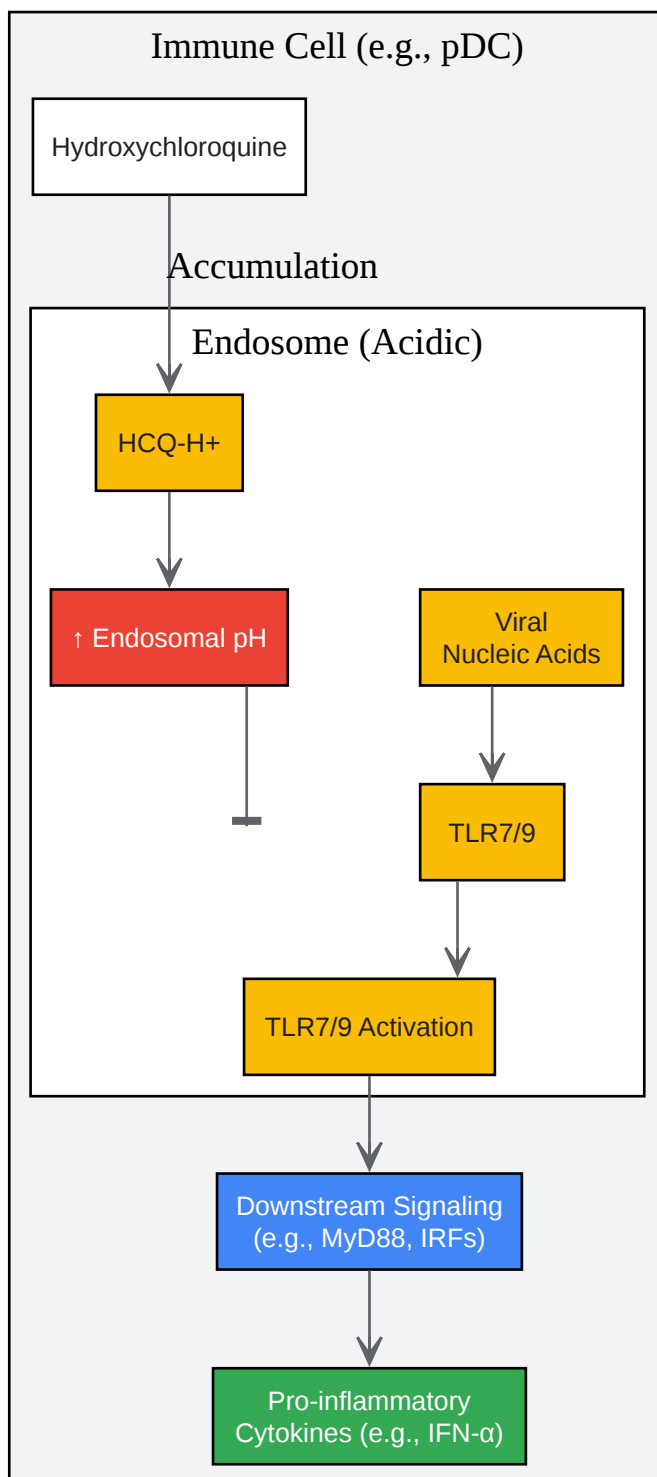 Immune Cell (e.g., pDC)
Hydroxychloroquine
Accumulation
Endosome (Acidic)
HCQ-H+
↑ Endosomal pH
Viral
Nucleic Acids
TLR7/9
TLR7/9 Activation
Downstream Signaling
(e.g., MyD88, IRFs)
Pro-inflammatory
Cytokines (e.g., IFN-α)